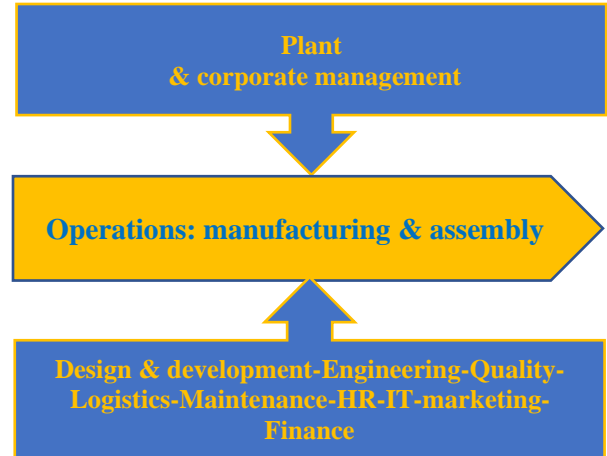 Plant
& corporate management
Operations: manufacturing & assembly
Design & development-Engineering-Quality-
Logistics-Maintenance-HR-IT-marketing-
Finance